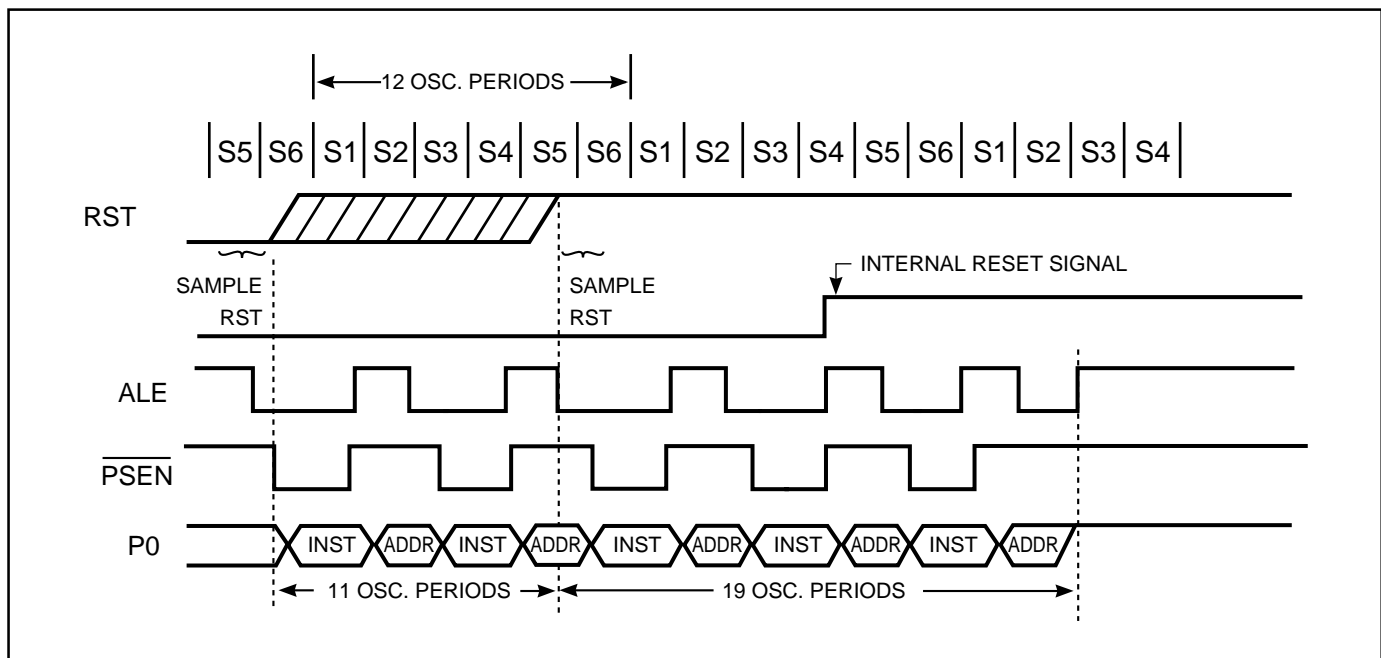 12 OSC. PERIODS
S5 S6 S1 S2 S3 S4 S5 S6 S1 S2 S3 S4 S5 S6 S1 S2 S3 S4
RST
INTERNAL RESET SIGNAL
SAMPLE RST
SAMPLE RST
ALE
PSEN
P0 INST ADDR INST ADDR INST ADDR INST ADDR INST ADDR
11 OSC. PERIODS 19 OSC. PERIODS